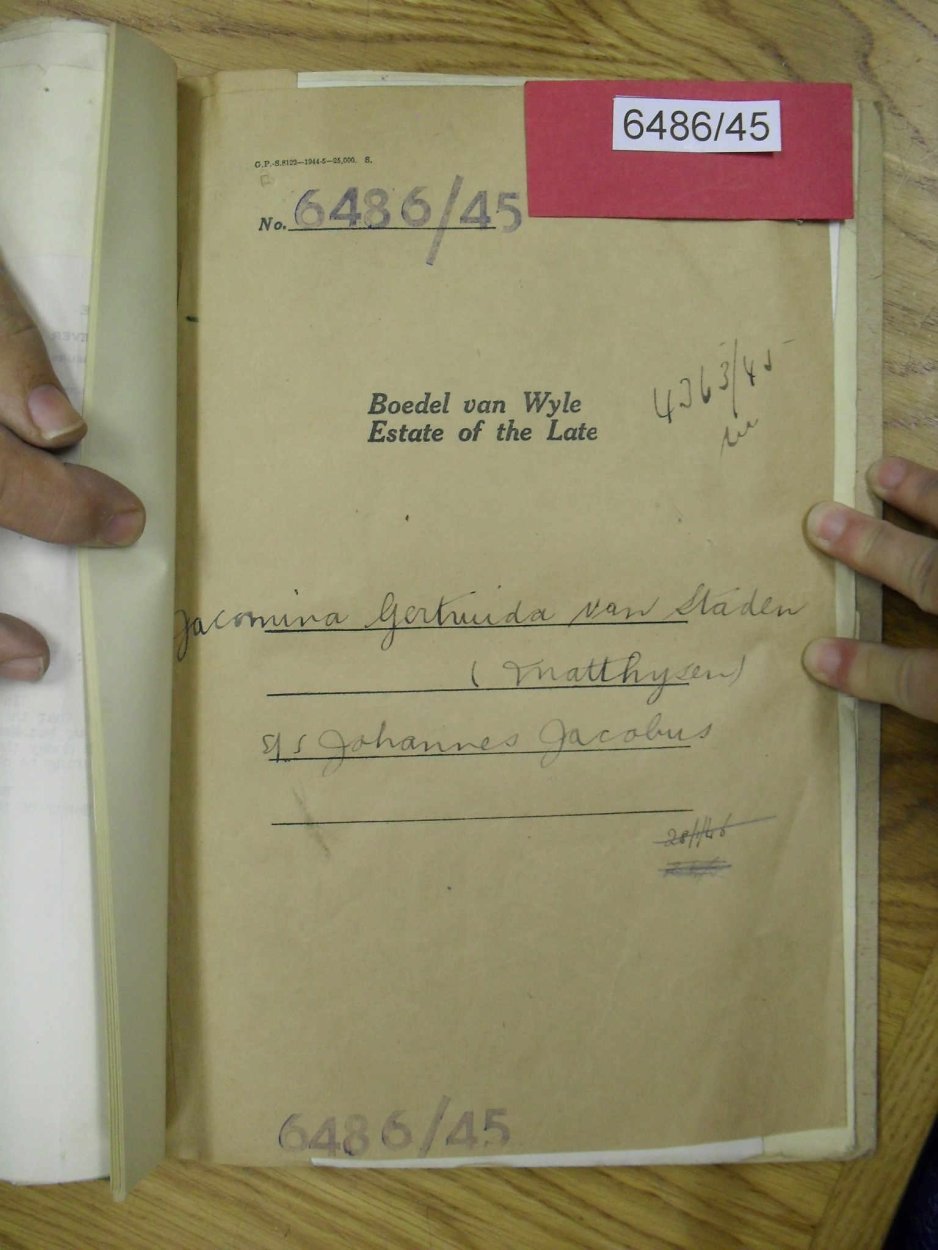 6486/45
G.P.-S.8122—1944-5—25,000. S.
No. 6486/45
4363/45
Boedel van Wyle
Estate of the Late
Jacomina Gertruida van Staden
(Matthysen)
s/s Johannes Jacobus
6486/45